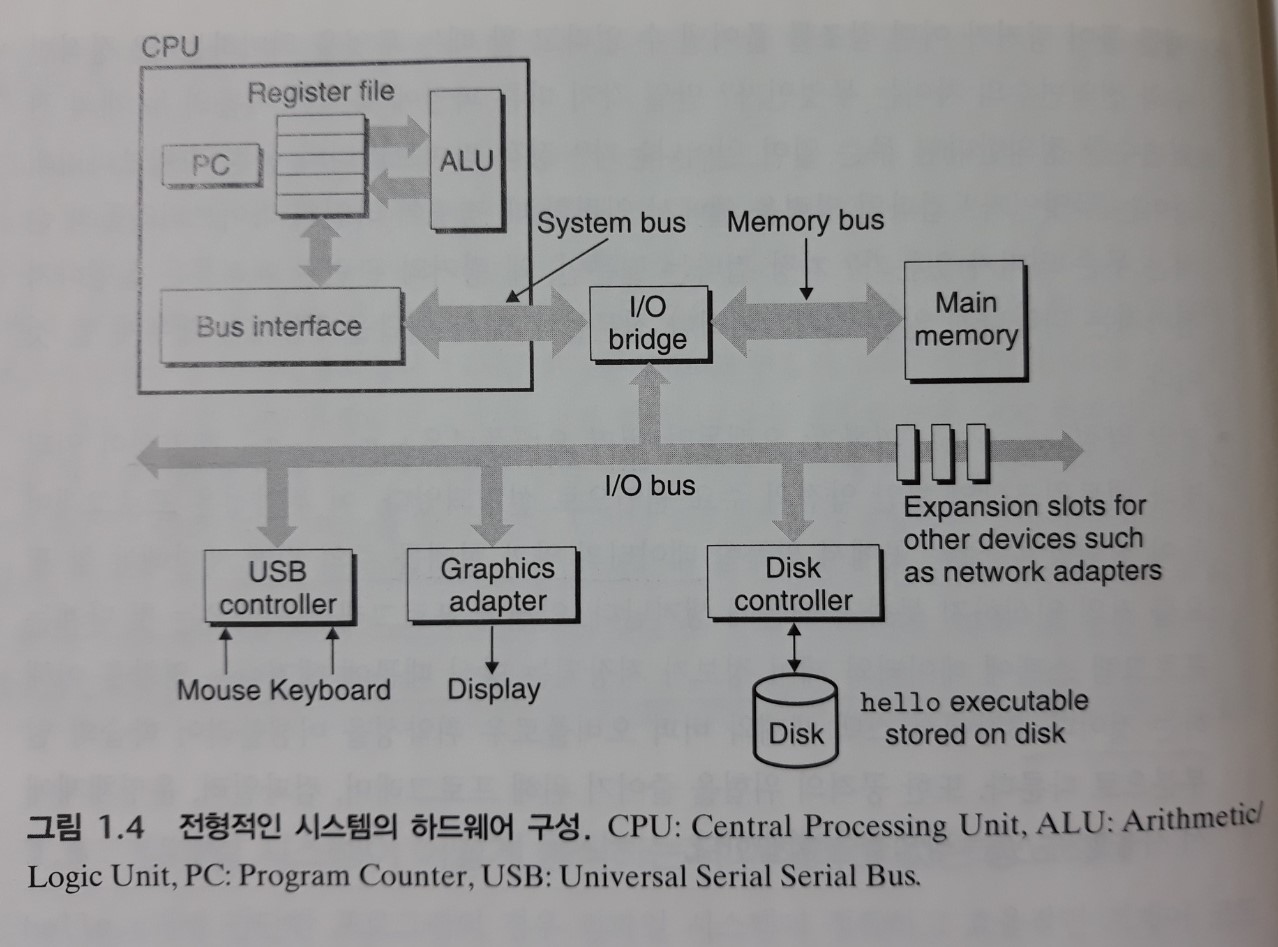 CPU
Register file
PC
ALU
System bus
Memory bus
Bus interface
I/O
bridge
Main
memory
I/O bus
Expansion slots for
other devices such
as network adapters
USB
controller
Graphics
adapter
Disk
controller
Mouse Keyboard
Display
Disk
hello executable
stored on disk
그림 1.4 전형적인 시스템의 하드웨어 구성. CPU: Central Processing Unit, ALU: Arithmetic/
Logic Unit, PC: Program Counter, USB: Universal Serial Serial Bus.